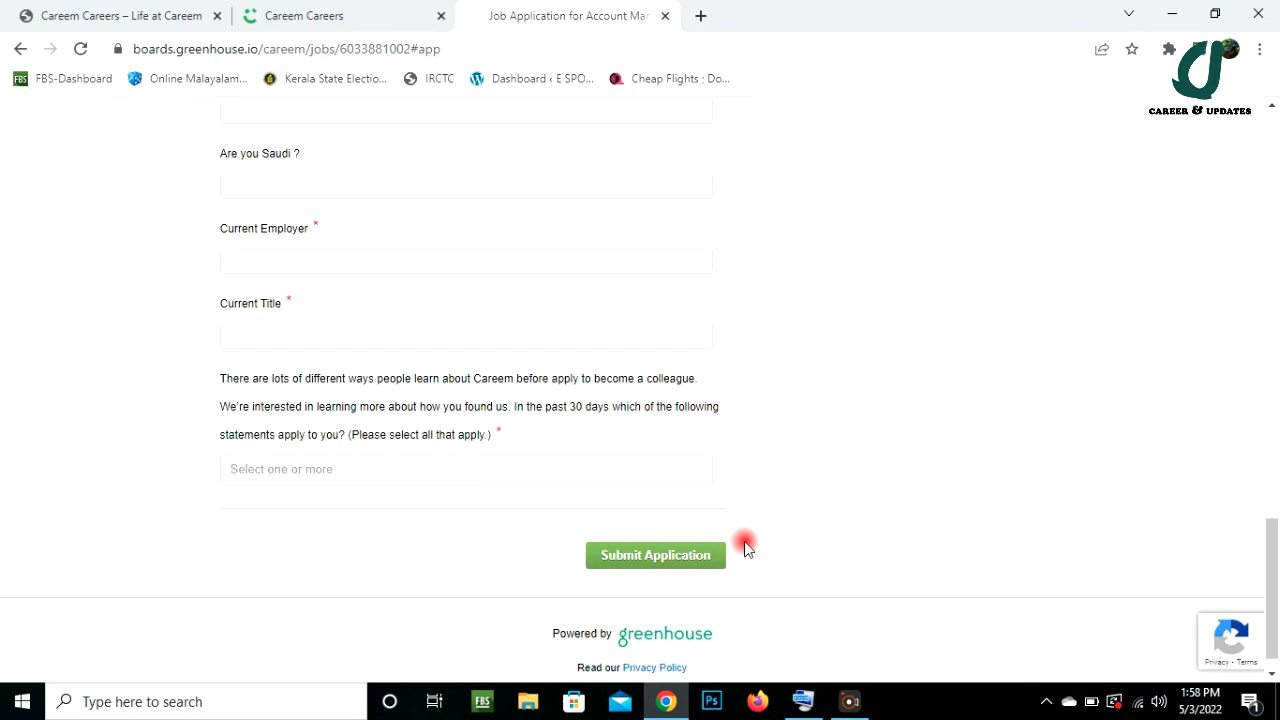 Careem Careers – Life at Careem
Careem Careers
Job Application for Account Mar
boards.greenhouse.io/careem/jobs/6033881002#app
FBS FBS-Dashboard
Online Malayalam...
Kerala State Electio...
IRCTC
Dashboard ‹ E SPO...
Cheap Flights ; Do...
CAREER & UPDATES
Are you Saudi ?
Current Employer *
Current Title *
There are lots of different ways people learn about Careem before apply to become a colleague.
We're interested in learning more about how you found us. In the past 30 days which of the following
statements apply to you? (Please select all that apply.) *
Select one or more
Submit Application
Powered by greenhouse
Read our Privacy Policy
Privacy - Terms
Type here to search
FBS
Ps
1:58 PM
5/3/2022
1